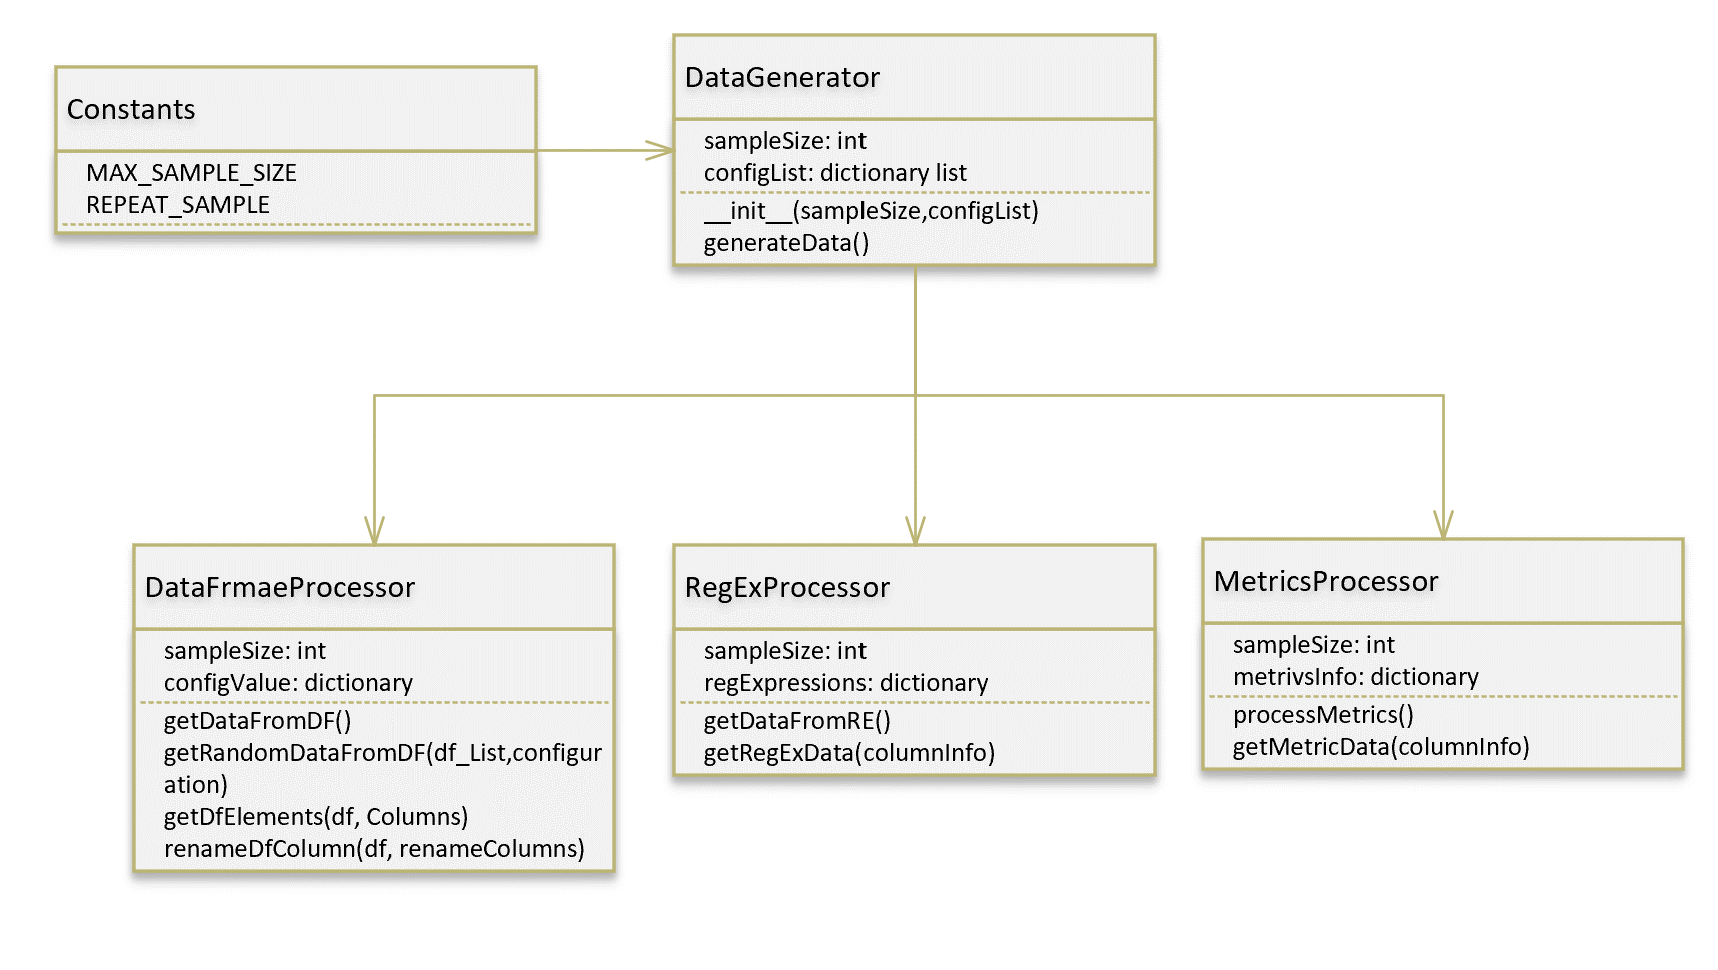 Constants
MAX_SAMPLE_SIZE
REPEAT_SAMPLE
DataGenerator
sampleSize: int
configList: dictionary list
__init__(sampleSize,configList)
generateData()
DataFrmaeProcessor
sampleSize: int
configValue: dictionary
getDataFromDF()
getRandomDataFromDF(df_List,configur
ation)
getDfElements(df, Columns)
renameDfColumn(df, renameColumns)
RegExProcessor
sampleSize: int
regExpressions: dictionary
getDataFromRE()
getRegExData(columnInfo)
MetricsProcessor
sampleSize: int
metrivsInfo: dictionary
processMetrics()
getMetricData(columnInfo)